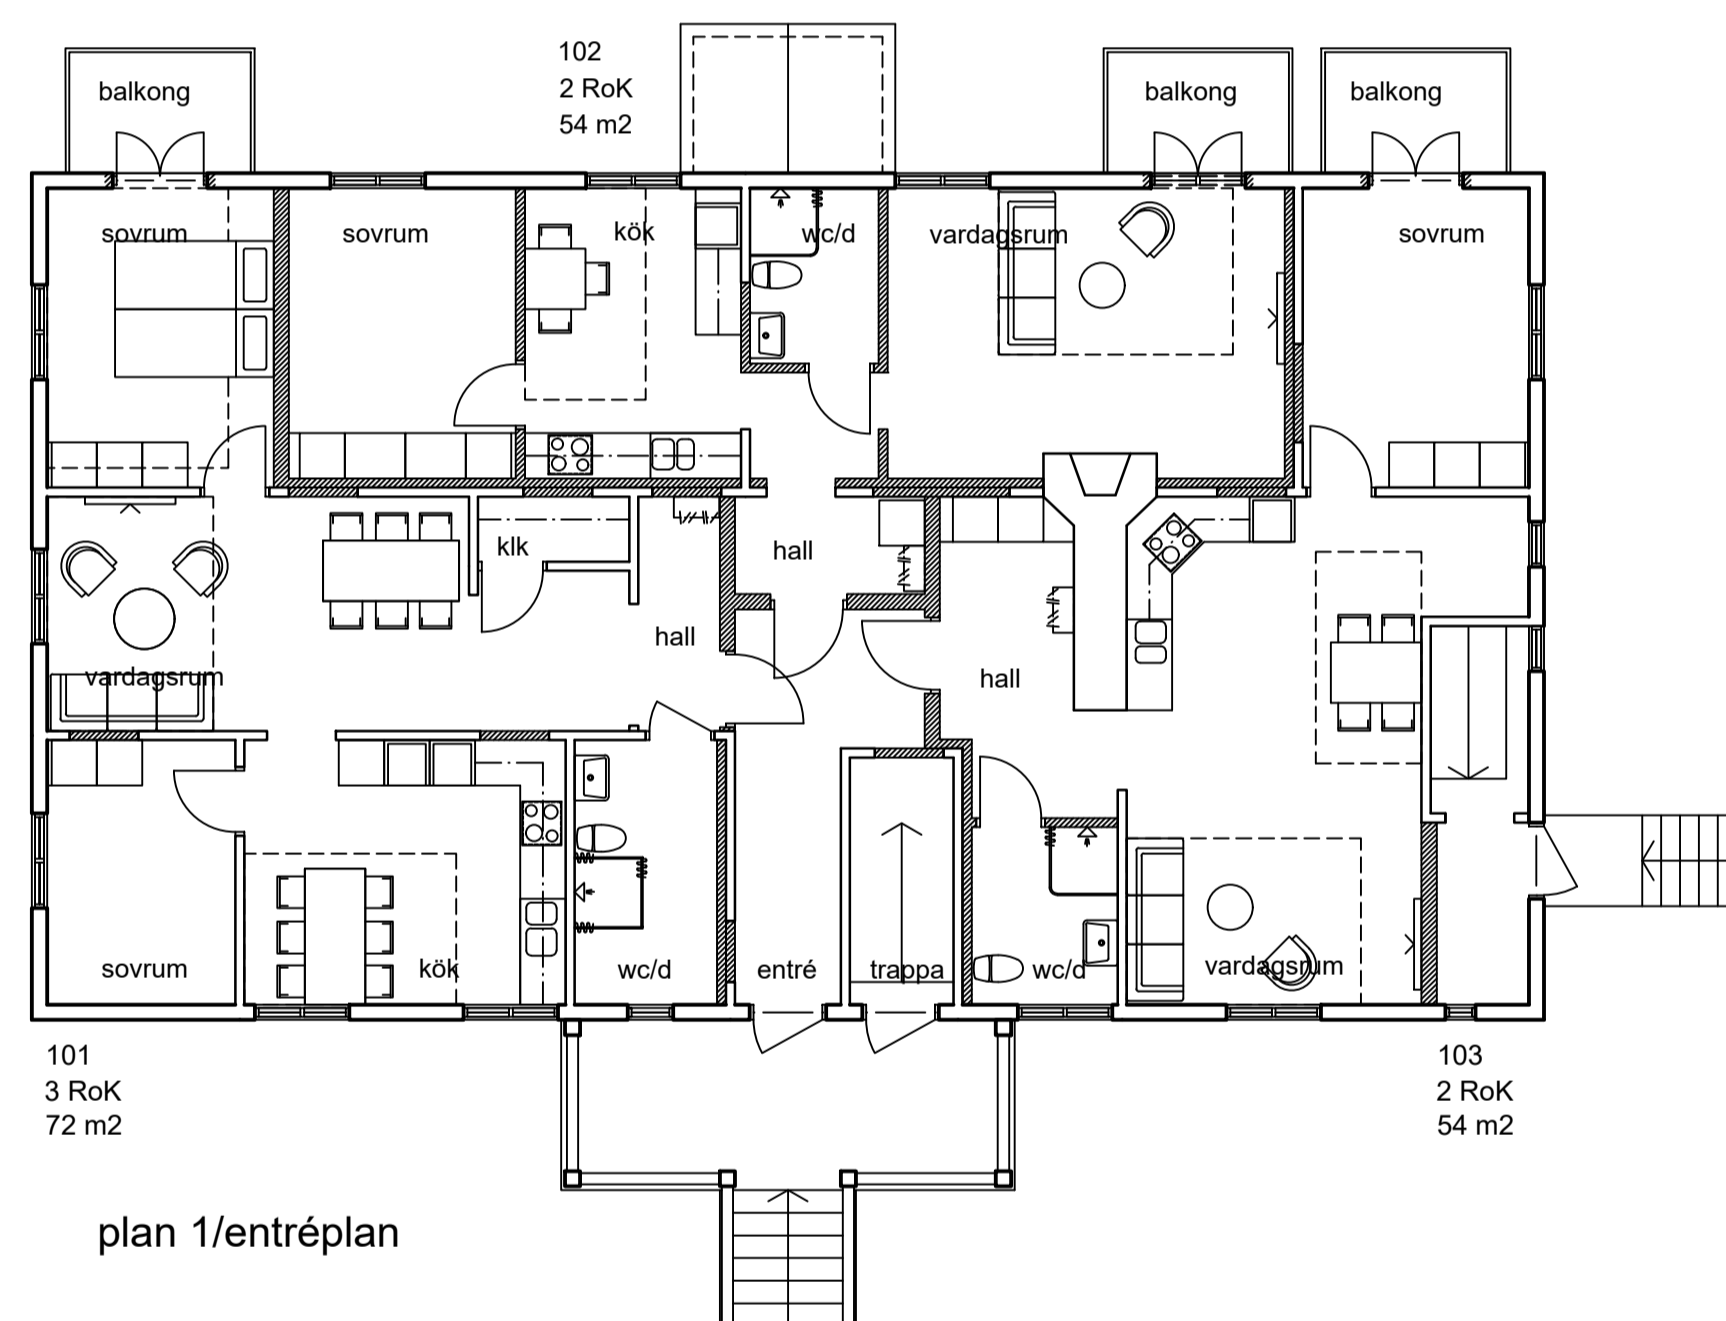 102
2 RoK
54 m2
balkong
balkong
balkong
sovrum
sovrum
kök
wc/d
vardagsrum
sovrum
klk
hall
hall
hall
vardagsrum
sovrum
kök
wc/d
entré
trappa
wc/d
vardagsrum
101
3 RoK
72 m2
103
2 RoK
54 m2
plan 1/entréplan